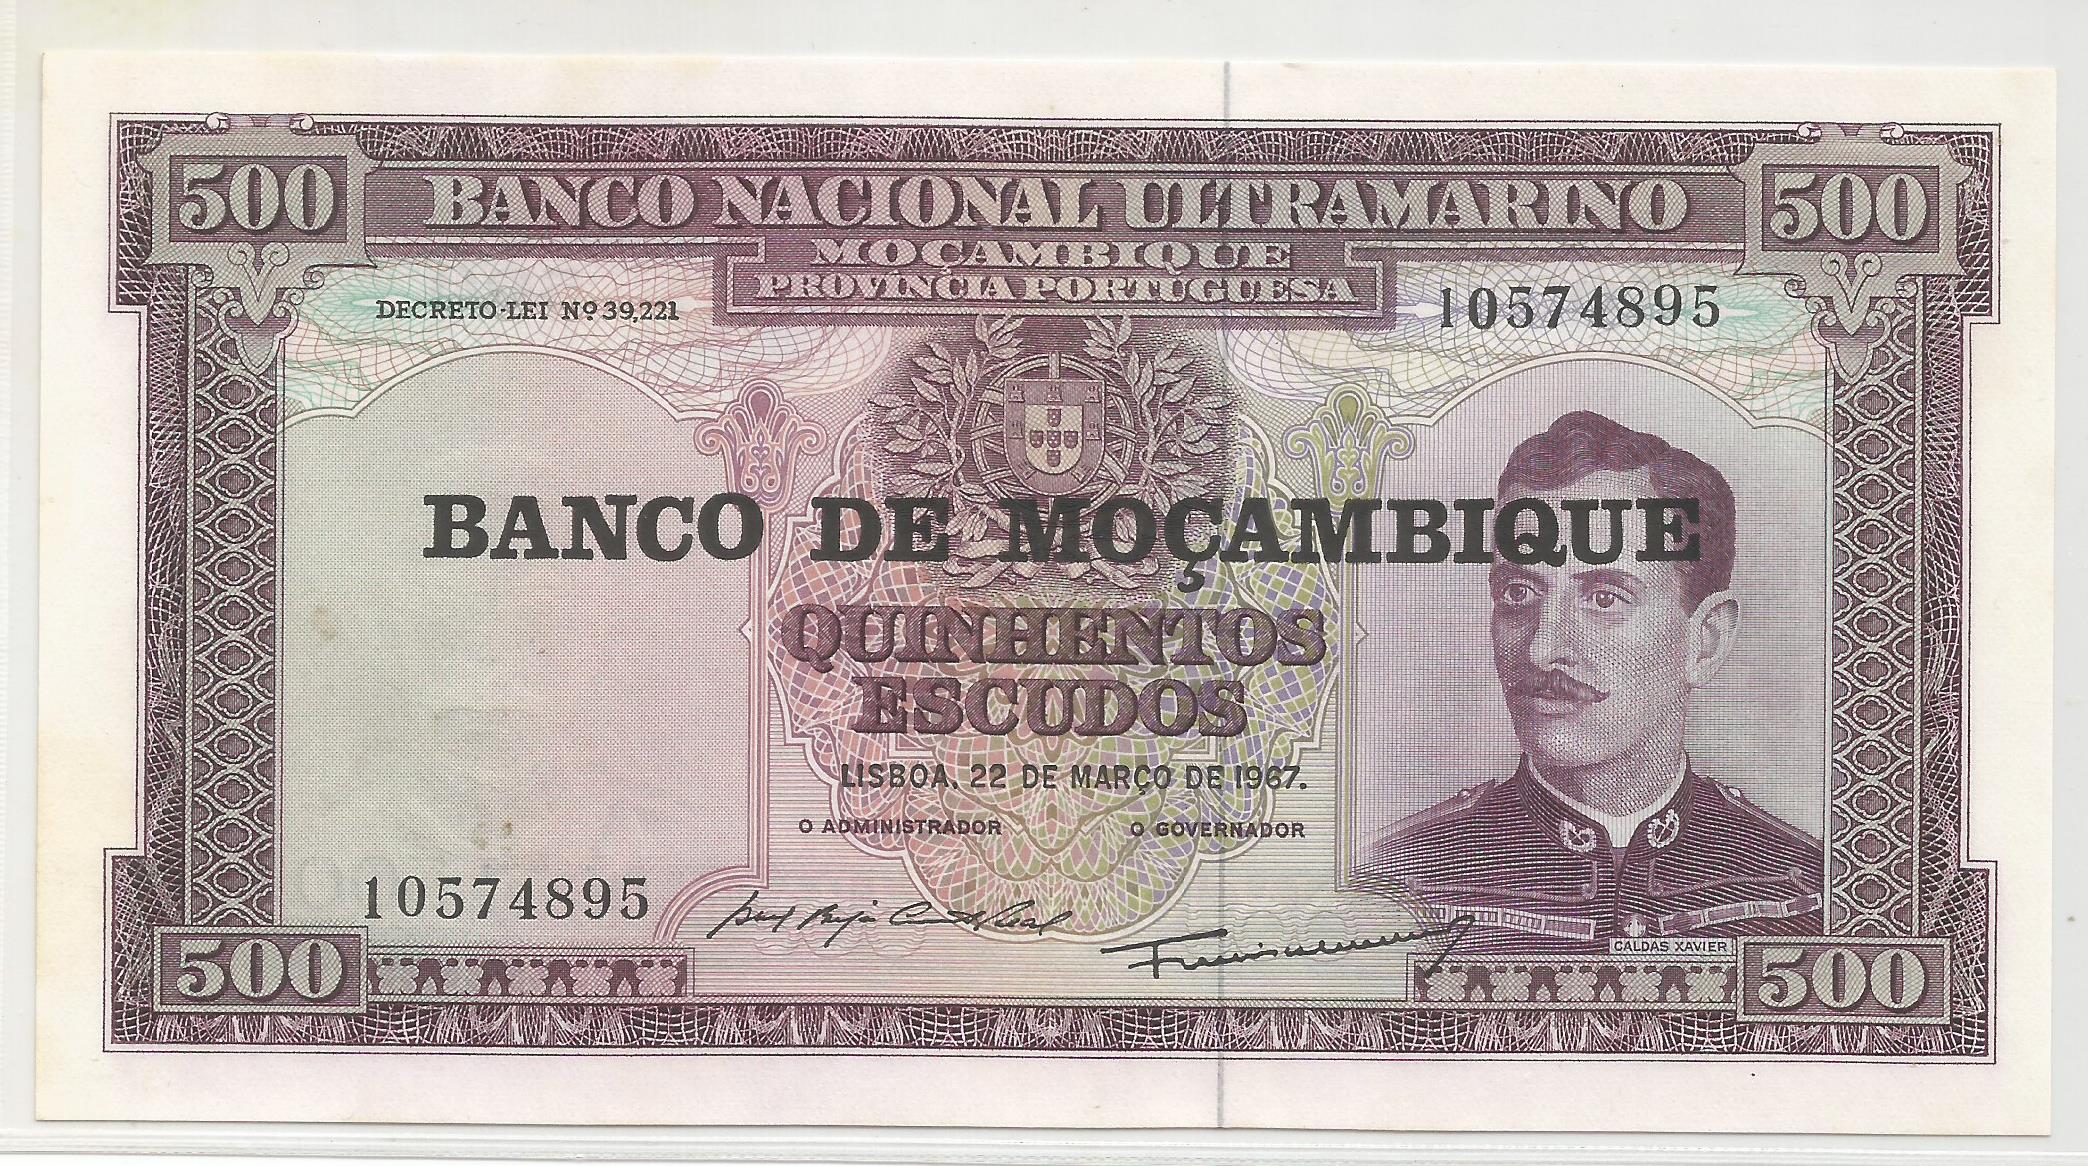 500 BANCO NACIONAL ULTRAMARINO 500
MOÇAMBIQUE
PROVÍNCIA PORTUGUESA
DECRETO-LEI Nº 39,221
10574895
BANCO DE MOÇAMBIQUE
QUINHENTOS
ESCUDOS
LISBOA, 22 DE MARÇO DE 1967.
O ADMINISTRADOR O GOVERNADOR
10574895
CALDAS XAVIER
500 500